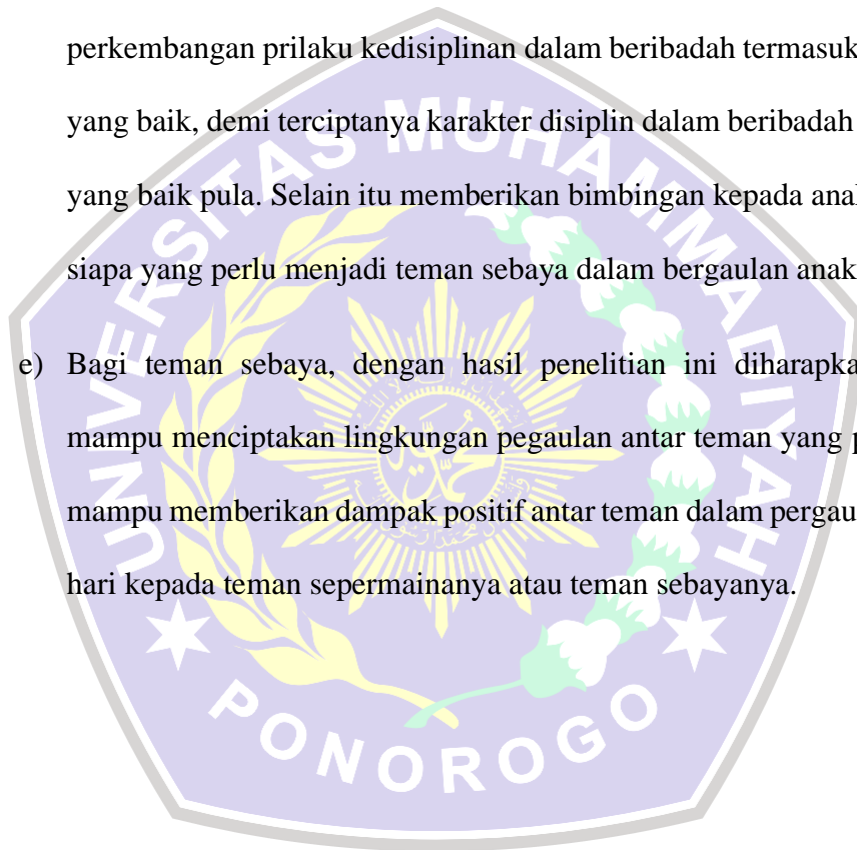 perkembangan prilaku kedisiplinan dalam beribadah termasuk
yang baik, demi terciptanya karakter disiplin dalam beribadah
yang baik pula. Selain itu memberikan bimbingan kepada
siapa yang perlu menjadi teman sebaya dalam bergaulan anak
e) Bagi teman sebaya, dengan hasil penelitian ini
mampu menciptakan lingkungan pegaulan antar teman yang
mampu memberikan dampak positif antar teman dalam
hari kepada teman sepermainanya atau teman sebayanya.
UNIVERSITAS MUHAMMADIYAH
PONOROGO